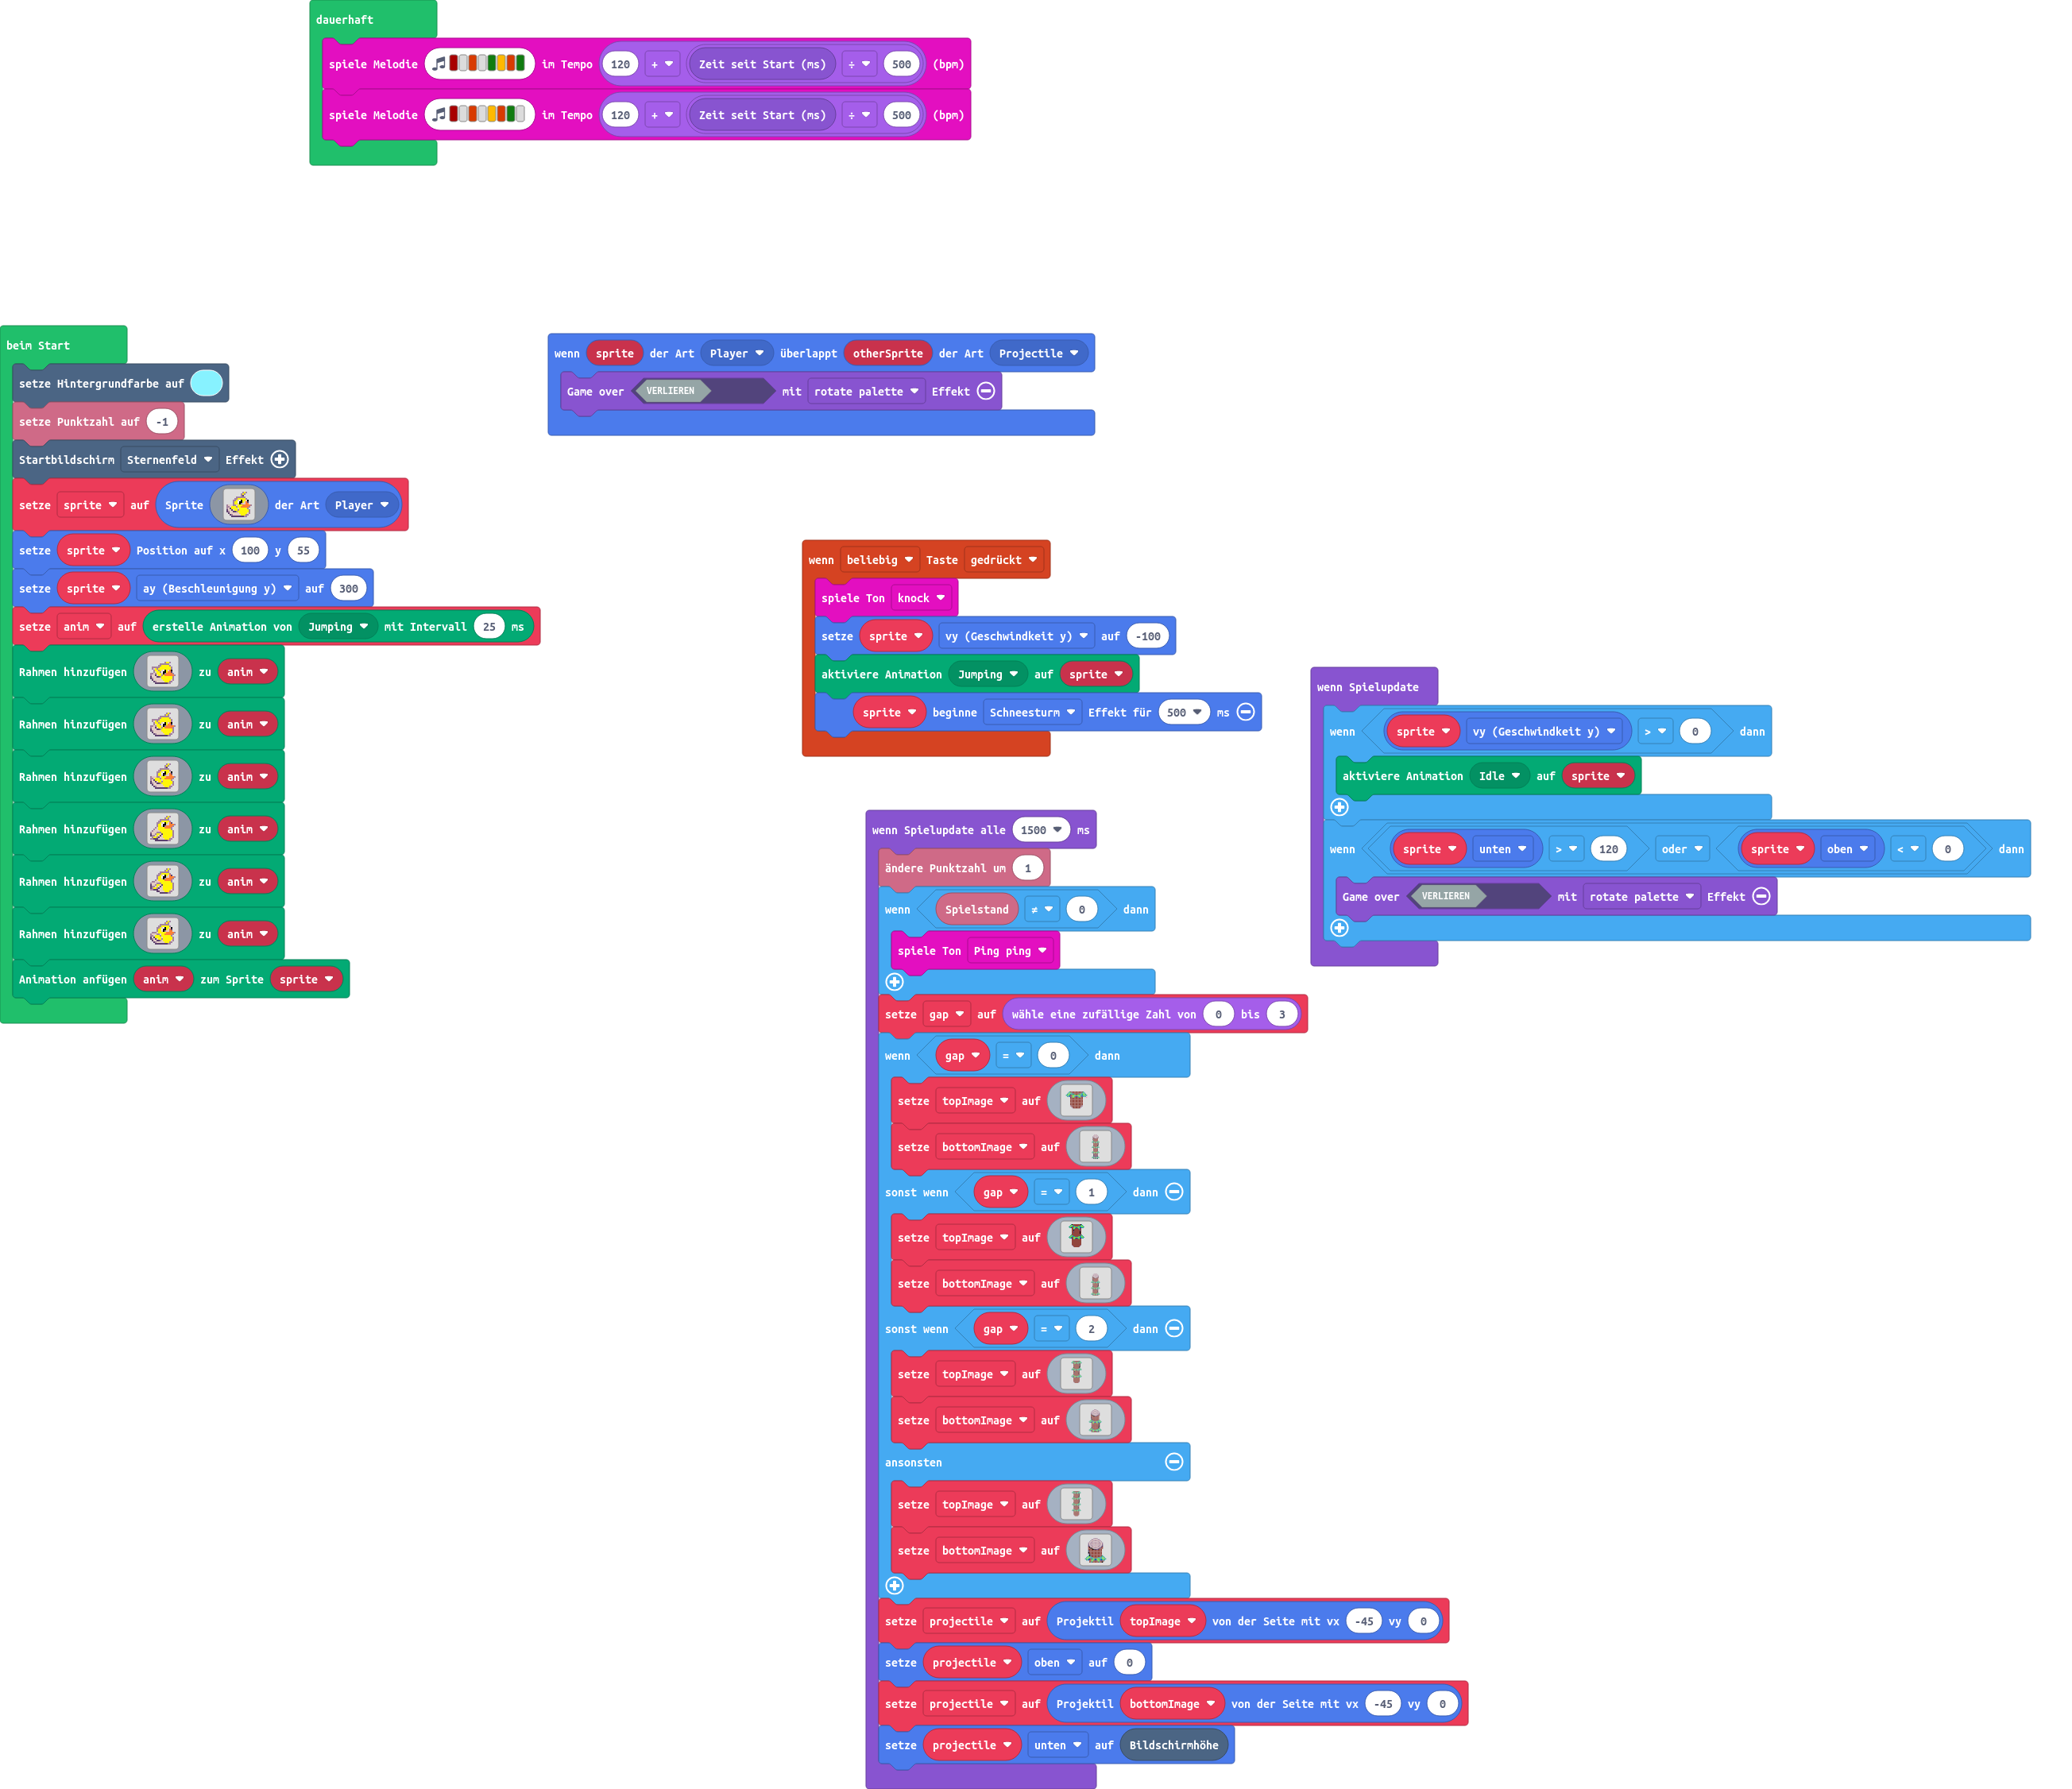 dauerhaft
spiele Melodie im Tempo 120 + Zeit seit Start (ms) ÷ 500 (bpm)
spiele Melodie im Tempo 120 + Zeit seit Start (ms) ÷ 500 (bpm)
beim Start
setze Hintergrundfarbe auf
setze Punktzahl auf -1
Startbildschirm Sternenfeld Effekt
setze sprite auf Sprite der Art Player
setze sprite Position auf x 100 y 55
setze sprite ay (Beschleunigung y) auf 300
setze anim auf erstelle Animation von Jumping mit Intervall 25 ms
Rahmen hinzufügen zu anim
Rahmen hinzufügen zu anim
Rahmen hinzufügen zu anim
Rahmen hinzufügen zu anim
Rahmen hinzufügen zu anim
Rahmen hinzufügen zu anim
Animation anfügen anim zum Sprite sprite
wenn sprite der Art Player überlappt otherSprite der Art Projectile
Game over VERLIEREN mit rotate palette Effekt
wenn beliebig Taste gedrückt
spiele Ton knock
setze sprite vy (Geschwindkeit y) auf -100
aktiviere Animation Jumping auf sprite
sprite beginne Schneesturm Effekt für 500 ms
wenn Spielupdate
wenn sprite vy (Geschwindkeit y) > 0 dann
aktiviere Animation Idle auf sprite
wenn sprite unten > 120 oder sprite oben < 0 dann
Game over VERLIEREN mit rotate palette Effekt
wenn Spielupdate alle 1500 ms
ändere Punktzahl um 1
wenn Spielstand ≠ 0 dann
spiele Ton Ping ping
setze gap auf wähle eine zufällige Zahl von 0 bis 3
wenn gap = 0 dann
setze topImage auf
setze bottomImage auf
sonst wenn gap = 1 dann
setze topImage auf
setze bottomImage auf
sonst wenn gap = 2 dann
setze topImage auf
setze bottomImage auf
ansonsten
setze topImage auf
setze bottomImage auf
setze projectile auf Projektil topImage von der Seite mit vx -45 vy 0
setze projectile oben auf 0
setze projectile auf Projektil bottomImage von der Seite mit vx -45 vy 0
setze projectile unten auf Bildschirmhöhe